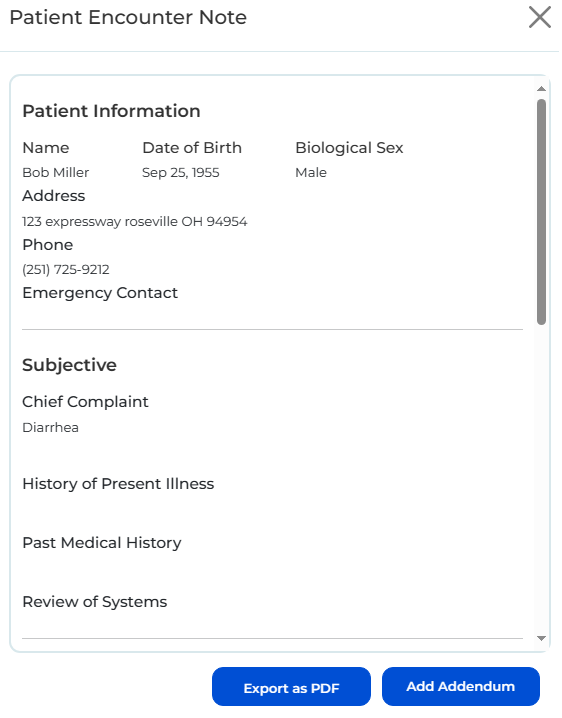 Patient Encounter Note
Patient Information
Name Date of Birth Biological Sex
Bob Miller Sep 25, 1955 Male
Address
123 expressway roseville OH 94954
Phone
(251) 725-9212
Emergency Contact
Subjective
Chief Complaint
Diarrhea
History of Present Illness
Past Medical History
Review of Systems
Export as PDF Add Addendum